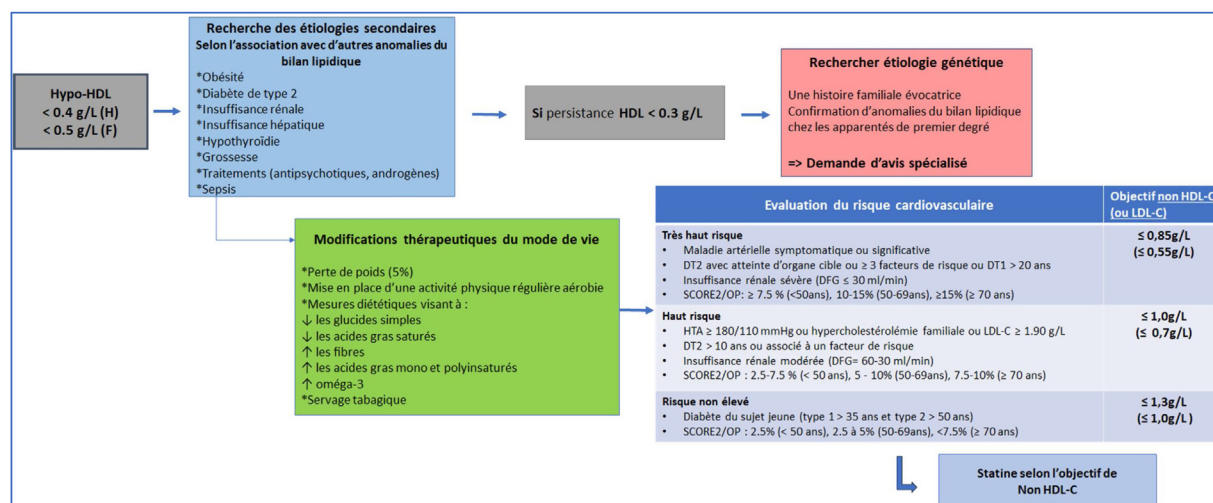 Hypo-HDL
< 0.4 g/L (H)
< 0.5 g/L (F)
Recherche des étiologies secondaires
Selon l'association avec d'autres anomalies du
bilan lipidique
*Obésité
*Diabète de type 2
*Insuffisance rénale
*Insuffisance hépatique
*Hypothyroïdie
*Grossesse
*Traitements (antipsychotiques, androgènes)
*Sepsis
Si persistance HDL < 0.3 g/L
Rechercher étiologie génétique
Une histoire familiale évocatrice
Confirmation d'anomalies du bilan lipidique
chez les apparentés de premier degré
=> Demande d'avis spécialisé
Modifications thérapeutiques du mode de vie
*Perte de poids (5%)
*Mise en place d'une activité physique régulière aérobie
*Mesures diététiques visant à :
↓ les glucides simples
↓ les acides gras saturés
↑ les fibres
↑ les acides gras mono et polyinsaturés
↑ oméga-3
*Servage tabagique
Evaluation du risque cardiovasculaire
Objectif non HDL-C
(ou LDL-C)
Très haut risque
• Maladie artérielle symptomatique ou significative
• DT2 avec atteinte d'organe cible ou ≥ 3 facteurs de risque ou DT1 > 20 ans
• Insuffisance rénale sévère (DFG ≤ 30 ml/min)
• SCORE2/OP: ≥ 7.5 % (<50ans), 10-15% (50-69ans), ≥15% (≥ 70 ans)
≤ 0,85g/L
(≤ 0,55g/L)
Haut risque
• HTA ≥ 180/110 mmHg ou hypercholestérolémie familiale ou LDL-C ≥ 1.90 g/L
• DT2 > 10 ans ou associé à un facteur de risque
• Insuffisance rénale modérée (DFG= 60-30 ml/min)
• SCORE2/OP : 2.5-7.5 % (< 50 ans), 5 - 10% (50-69ans), 7.5-10% (≥ 70 ans)
≤ 1,0g/L
(≤ 0,7g/L)
Risque non élevé
• Diabète du sujet jeune (type 1 > 35 ans et type 2 > 50 ans)
• SCORE2/OP : 2.5% (< 50 ans), 2.5 à 5% (50-69ans), <7.5% (≥ 70 ans)
≤ 1,3g/L
(≤ 1,0g/L )
Statine selon l'objectif de
Non HDL-C